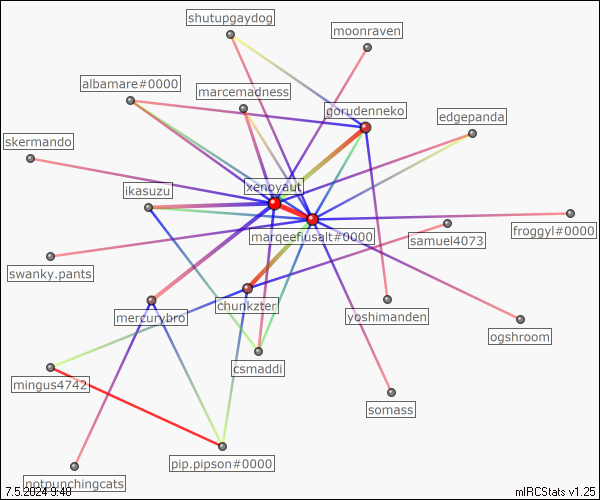 shutupgaydog
moonraven
albamare#0000
marcemadness
gorudenneko
edgepanda
skermando
ikasuzu
xenoyaut
marqeefiusalt#0000
samuel4073
froggyl#0000
swanky.pants
mercurybro
chunkzter
yoshimanden
ogshroom
csmaddi
mingus4742
somass
pip.pipson#0000
notpunchingcats
7.5.2024 9:48
mIRCStats v1.25